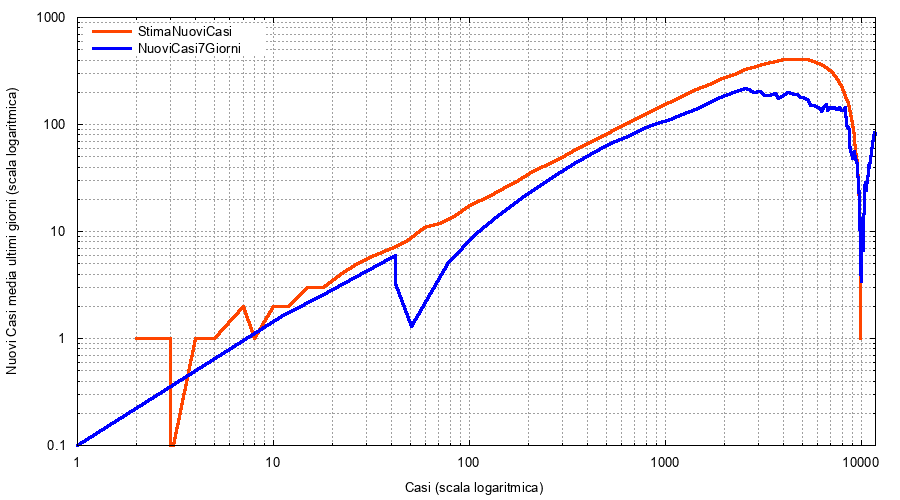 1000
StimaNuoviCasi
NuoviCasi7Giorni
100
10
1
0.1
Nuovi Casi media ultimi giorni (scala logaritmica)
1 10 100 1000 10000
Casi (scala logaritmica)